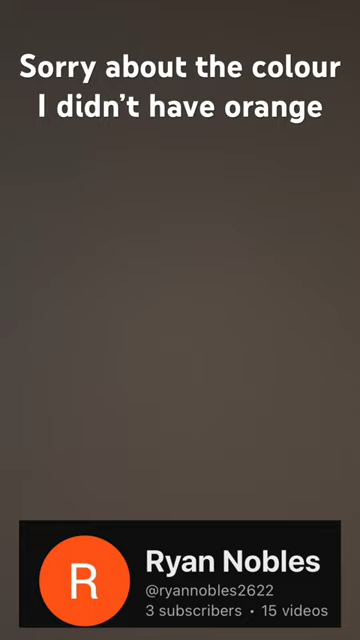 Sorry about the colour
I didn't have orange
R
Ryan Nobles
@ryannobles2622
3 subscribers • 15 videos